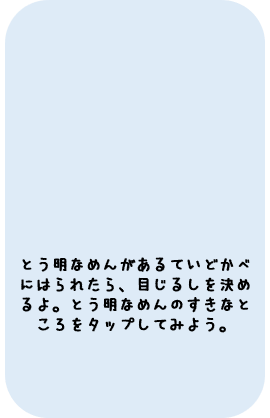 とう明なめんがあるていどかべ
にはられたら、目じるしを決め
るよ。とう明なめんのすきなと
ころをタップしてみよう。